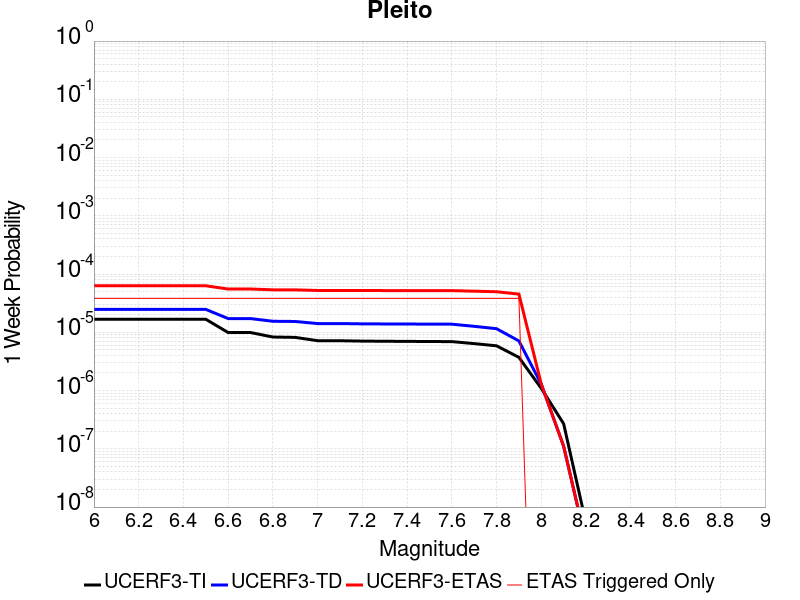 Pleito
10^0
10^-1
10^-2
10^-3
10^-4
10^-5
10^-6
10^-7
10^-8
1 Week Probability
6 6.2 6.4 6.6 6.8 7 7.2 7.4 7.6 7.8 8 8.2 8.4 8.6 8.8 9
Magnitude
UCERF3-TI UCERF3-TD UCERF3-ETAS ETAS Triggered Only